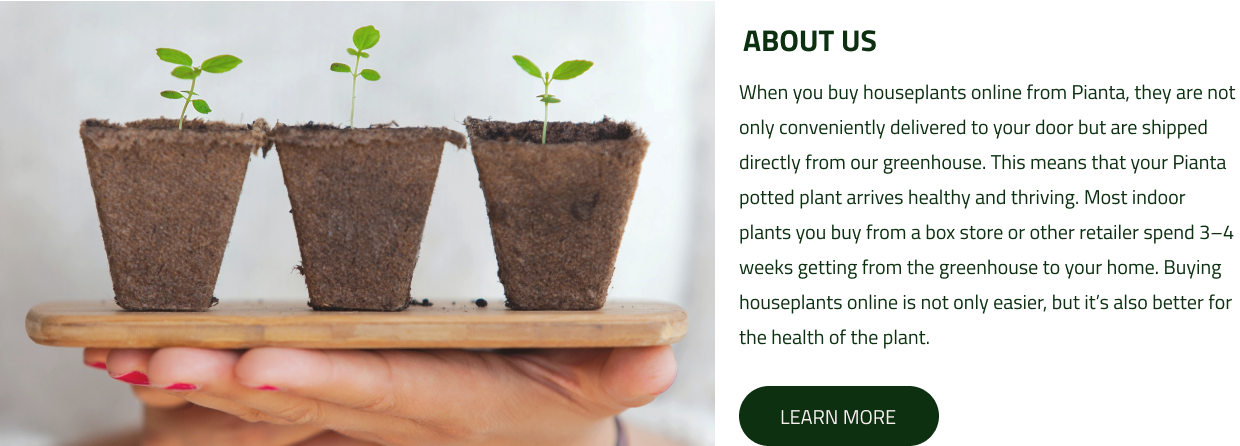 ABOUT US
When you buy houseplants online from Pianta, they are not
only conveniently delivered to your door but are shipped
directly from our greenhouse. This means that your Pianta
potted plant arrives healthy and thriving. Most indoor
plants you buy from a box store or other retailer spend 3–4
weeks getting from the greenhouse to your home. Buying
houseplants online is not only easier, but it’s also better for
the health of the plant.
LEARN MORE